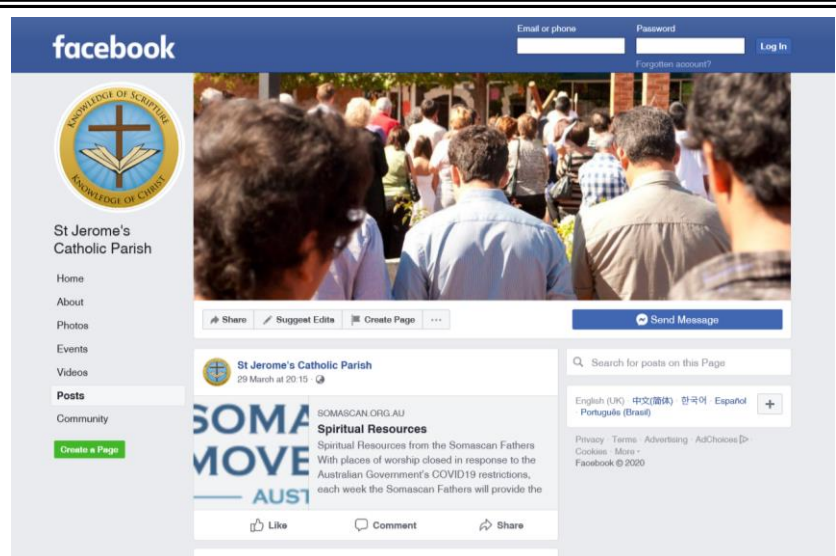 Email or phone
Password
facebook
Log In
Forgotten account?
KNOWLEDGE OF SCRIPTURE
KNOWLEDGE OF CHRIST
St Jerome's
Catholic Parish
Home
About
Photos
Events
Videos
Posts
Community
Create a Page
Share
Suggest Edits
Create Page
...
Send Message
St Jerome's Catholic Parish
29 March at 20:15 ·
SOMA
MOVE
AUST
SOMASCAN.ORG.AU
Spiritual Resources
Spiritual Resources from the Somascan Fathers
With places of worship closed in response to the
Australian Government's COVID19 restrictions,
each week the Somascan Fathers will provide the
Like
Comment
Share
Search for posts on this Page
English (UK) · 中文(简体) · 한국어 · Español
· Português (Brasil)
+
Privacy · Terms · Advertising · AdChoices
Cookies · More
Facebook © 2020